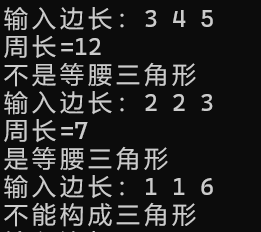 输入边长：3 4 5
周长=12
不是等腰三角形
输入边长：2 2 3
周长=7
是等腰三角形
输入边长：1 1 6
不能构成三角形